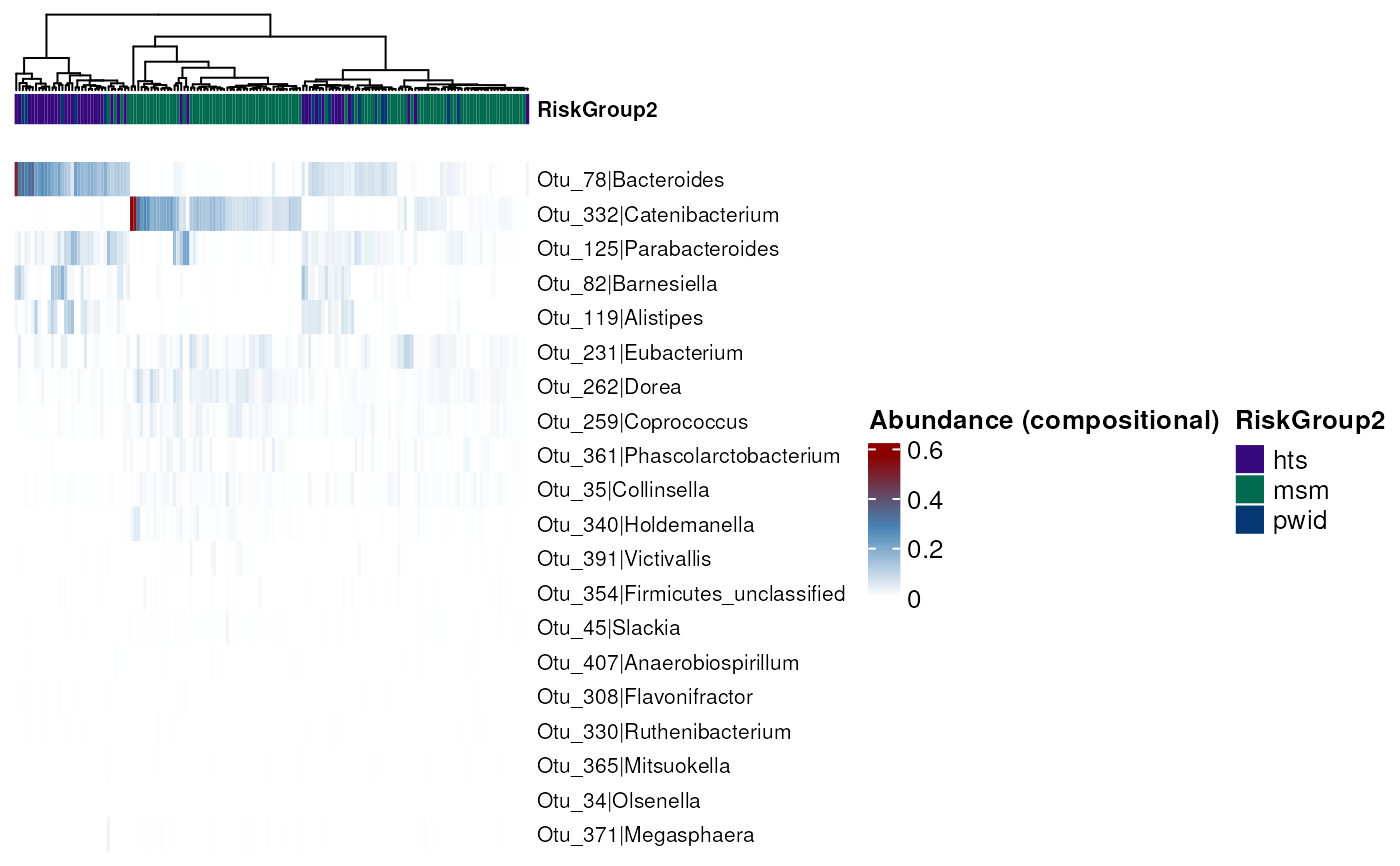 RiskGroup2
Otu_78|Bacteroides
Otu_332|Catenibacterium
Otu_125|Parabacteroides
Otu_82|Barnesiella
Otu_119|Alistipes
Otu_231|Eubacterium
Otu_262|Dorea
Otu_259|Coprococcus
Otu_361|Phascolarctobacterium
Otu_35|Collinsella
Otu_340|Holdemanella
Otu_391|Victivallis
Otu_354|Firmicutes_unclassified
Otu_45|Slackia
Otu_407|Anaerobiospirillum
Otu_308|Flavonifractor
Otu_330|Ruthenibacterium
Otu_365|Mitsuokella
Otu_34|Olsenella
Otu_371|Megasphaera
Abundance (compositional)
0.6
0.4
0.2
0
RiskGroup2
hts
msm
pwid